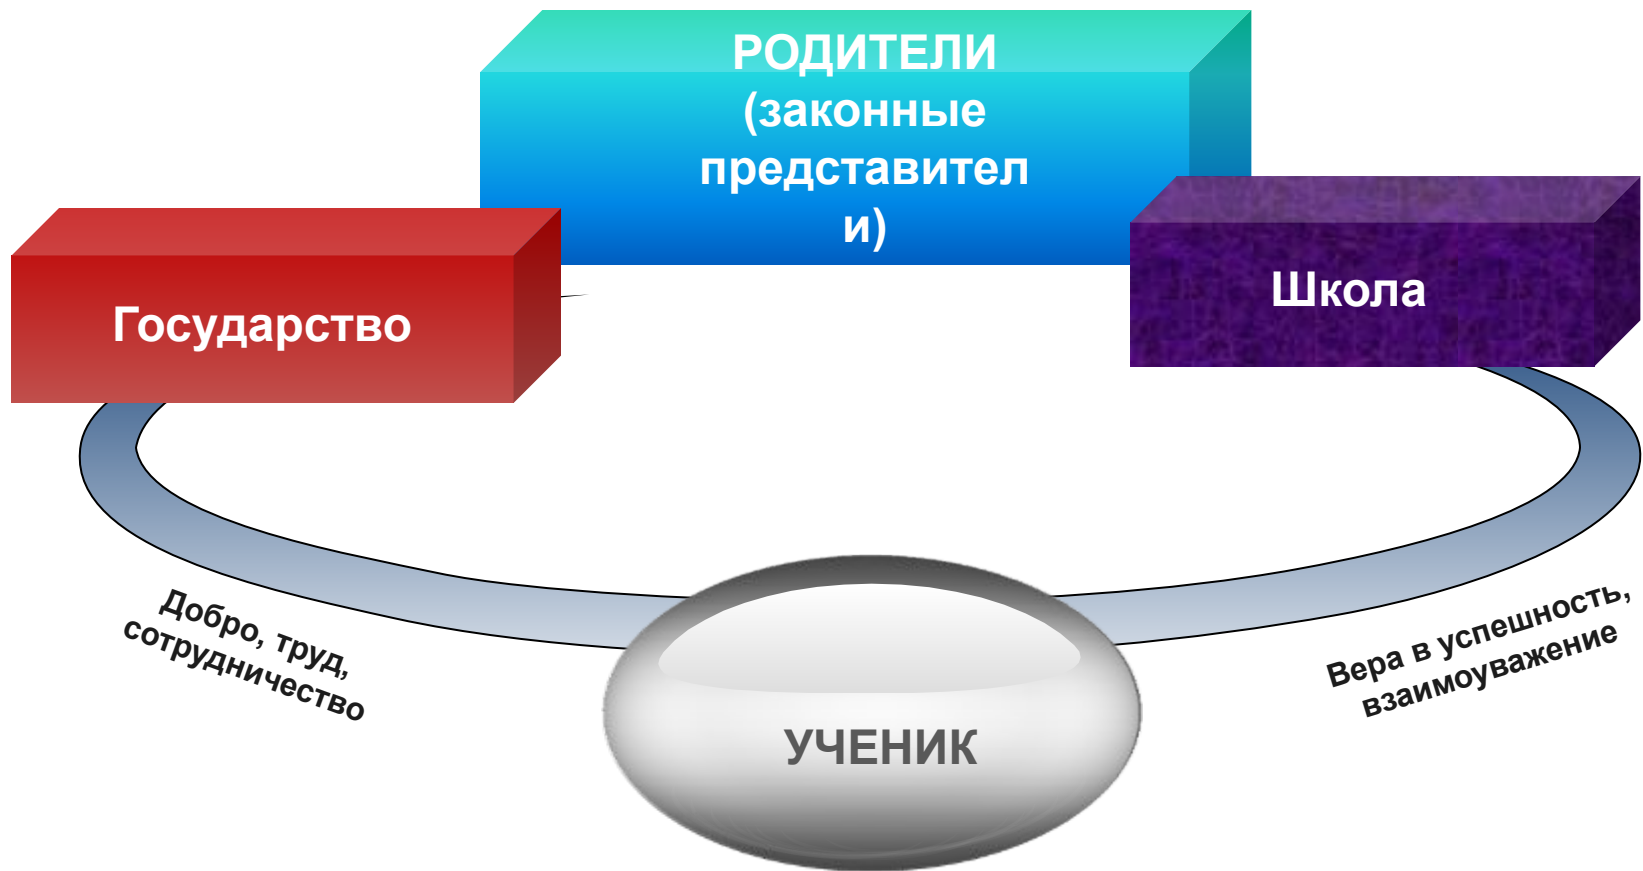 РОДИТЕЛИ
(законные
представител
и)
Государство
Школа
Добро, труд,
сотрудничество
Вера в успешность,
взаимоуважение
УЧЕНИК